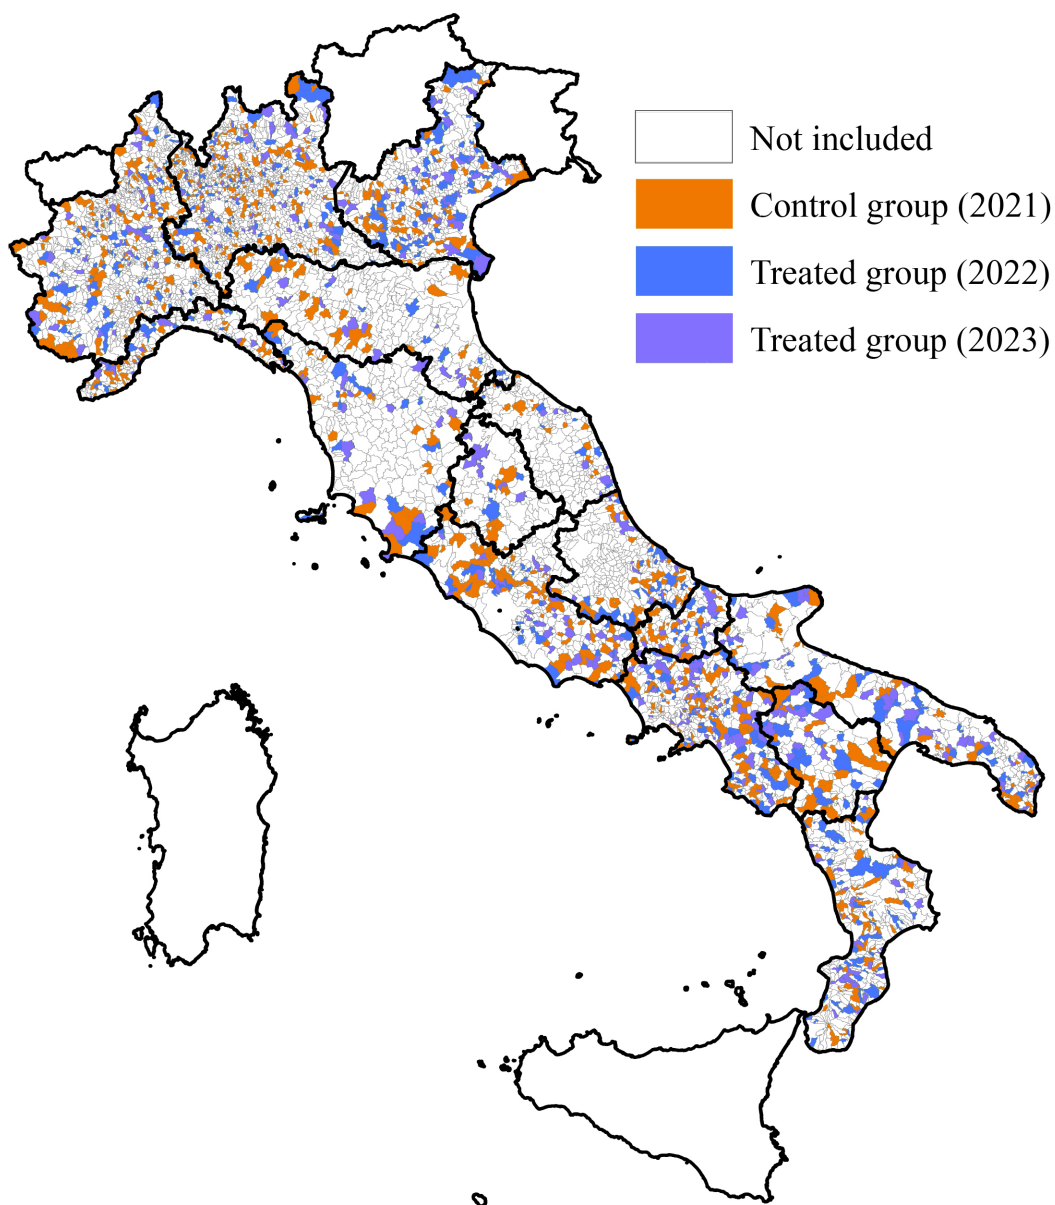 Not included
Control group (2021)
Treated group (2022)
Treated group (2023)